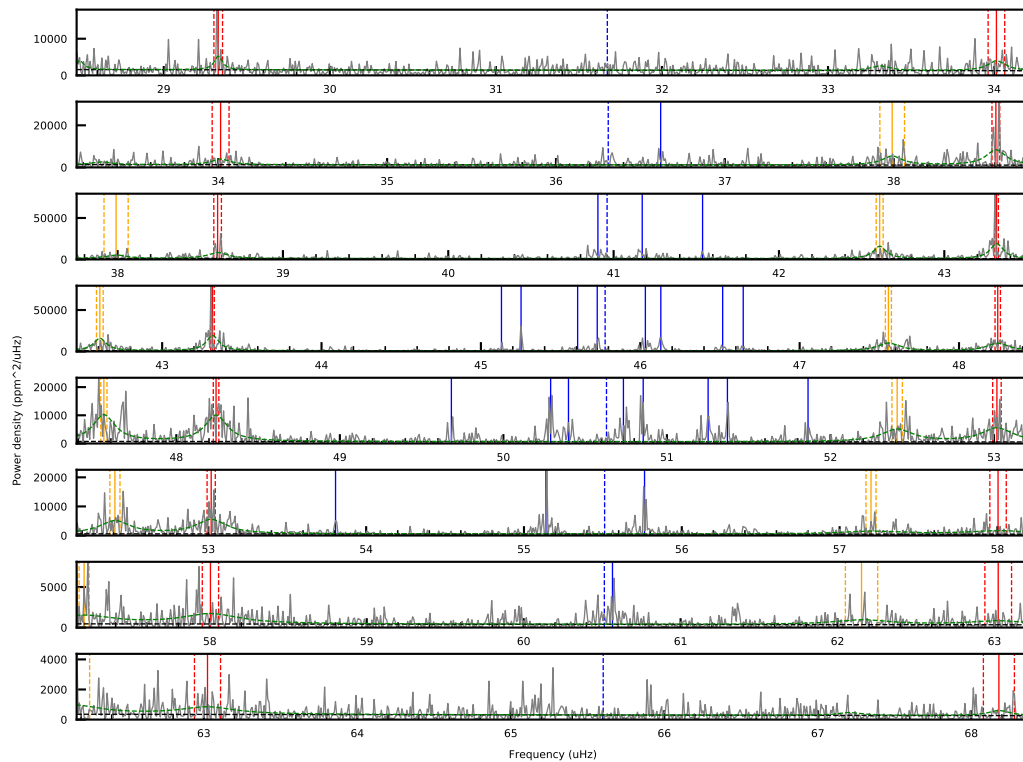 10000
0
29 30 31 32 33 34
20000
0
34 35 36 37 38
50000
0
38 39 40 41 42 43
50000
0
43 44 45 46 47 48
Power density (ppm^2/uHz)
20000
10000
0
48 49 50 51 52 53
20000
10000
0
53 54 55 56 57 58
5000
0
58 59 60 61 62 63
4000
2000
0
63 64 65 66 67 68
Frequency (uHz)